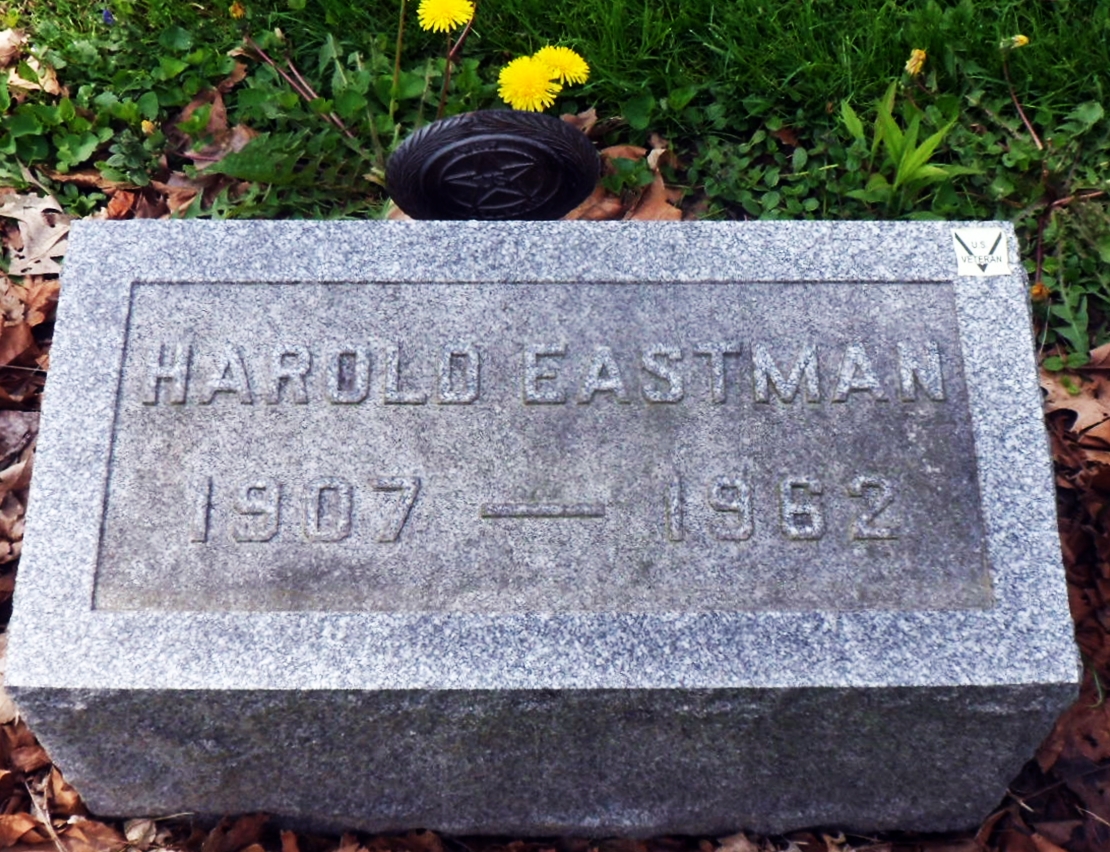 U.S.
VETERAN
HAROLD EASTMAN
1907 — 1962